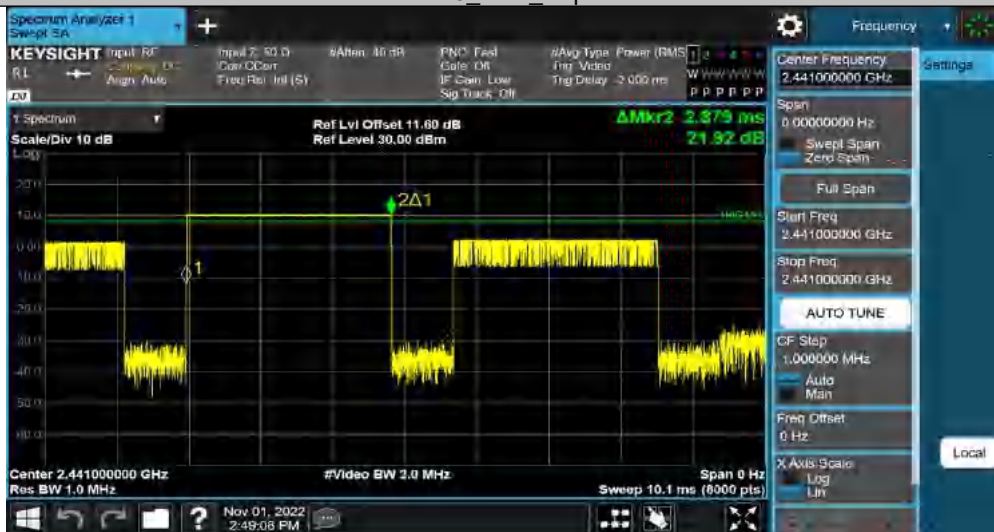 Spectrum Analyzer 1
Swept SA
+
Frequency
KEYSIGHT Input: RF
Input Z: 50 Ω
#Atten: 40 dB
PNO: Fast
#Avg Type: Power (RMS
RL
Align: Auto
Corr CCorr
Freq Ref: Int (S)
Gate: Off
IF Gain: Low
Sig Track: Off
Trig: Video
Trig Delay: -2.000 ms
W W W W W W
P P P P P P
Center Frequency
2.441000000 GHz
Settings
Span
0.00000000 Hz
Swept Span
Zero Span
Full Span
Start Freq
2.441000000 GHz
Stop Freq
2.441000000 GHz
AUTO TUNE
CF Step
1.000000 MHz
Auto
Man
Freq Offset
0 Hz
X Axis Scale
Log
Lin
Local
1 Spectrum
Scale/Div 10 dB
Ref Lvl Offset 11.60 dB
Ref Level 30.00 dBm
ΔMkr2 2.879 ms
21.92 dB
Log
2Δ1
1
Center 2.441000000 GHz
Res BW 1.0 MHz
#Video BW 3.0 MHz
Span 0 Hz
Sweep 10.1 ms (8000 pts)
?
Nov 01, 2022
2:49:08 PM